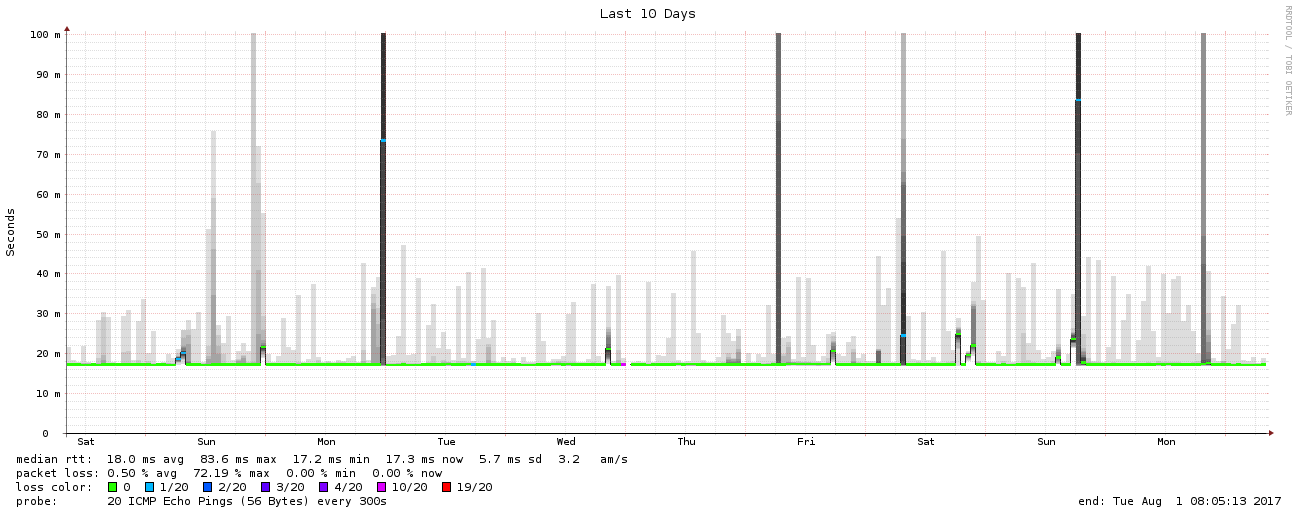 Last 10 Days
RRDTOOL / TOBI OETIKER
Seconds
100 m
90 m
80 m
70 m
60 m
50 m
40 m
30 m
20 m
10 m
0
Sat Sun Mon Tue Wed Thu Fri Sat Sun Mon
median rtt: 18.0 ms avg 83.6 ms max 17.2 ms min 17.3 ms now 5.7 ms sd 3.2 am/s
packet loss: 0.50 % avg 72.19 % max 0.00 % min 0.00 % now
loss color: 0 1/20 2/20 3/20 4/20 10/20 19/20
probe: 20 ICMP Echo Pings (56 Bytes) every 300s end: Tue Aug 1 08:05:13 2017